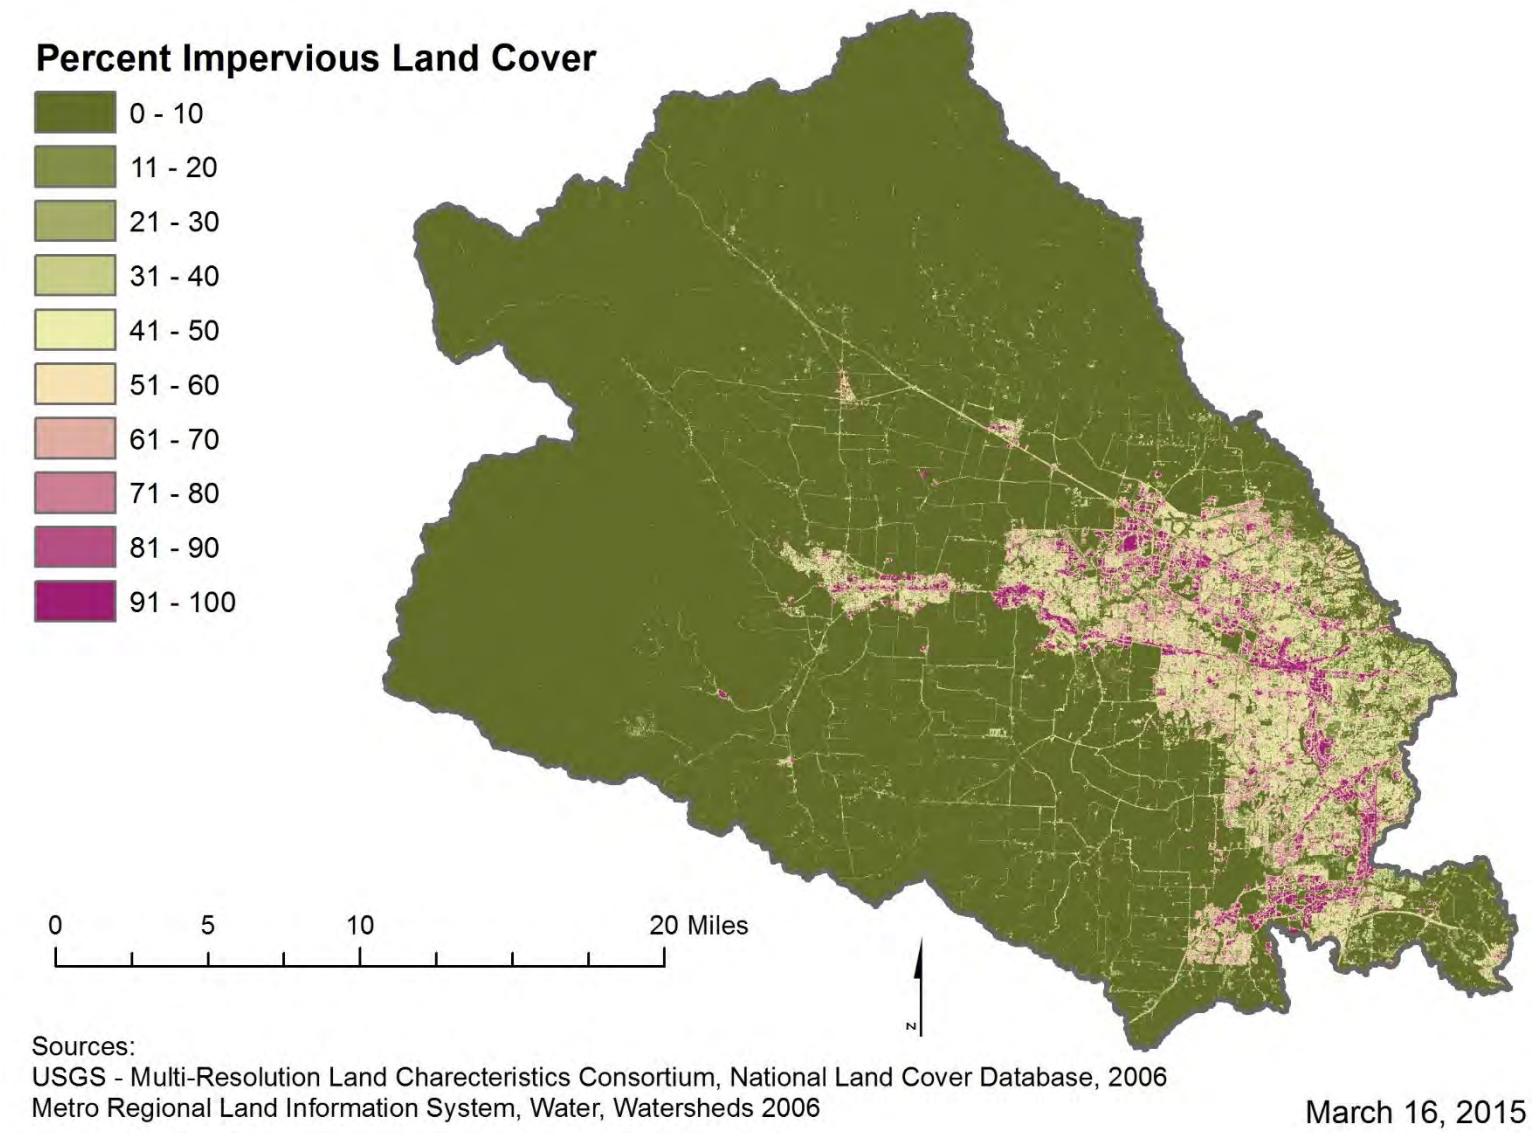 Percent Impervious Land Cover
0 - 10
11 - 20
21 - 30
31 - 40
41 - 50
51 - 60
61 - 70
71 - 80
81 - 90
91 - 100
0 5 10 20 Miles
N
Sources:
USGS - Multi-Resolution Land Charecteristics Consortium, National Land Cover Database, 2006
Metro Regional Land Information System, Water, Watersheds 2006
March 16, 2015